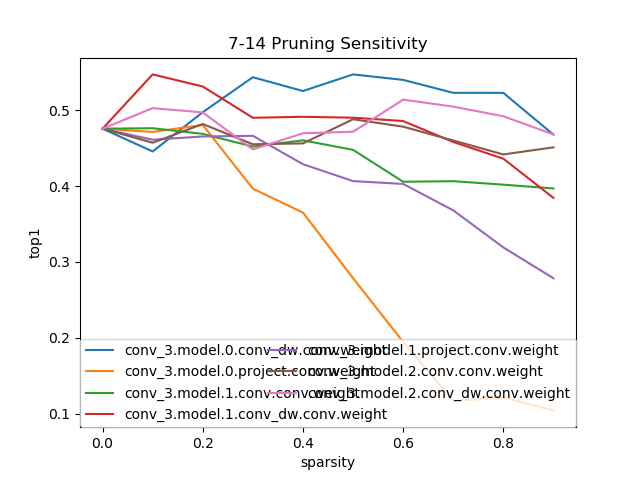 7-14 Pruning Sensitivity
top1
0.5
0.4
0.3
0.2
0.1
conv_3.model.0.conv_dw.conv.weight
conv_3.model.0.project.conv.weight
conv_3.model.1.conv.conv.weight
conv_3.model.1.conv_dw.conv.weight
conv_3.model.1.project.conv.weight
conv_3.model.2.conv.conv.weight
conv_3.model.2.conv_dw.conv.weight
0.0 0.2 0.4 0.6 0.8
sparsity